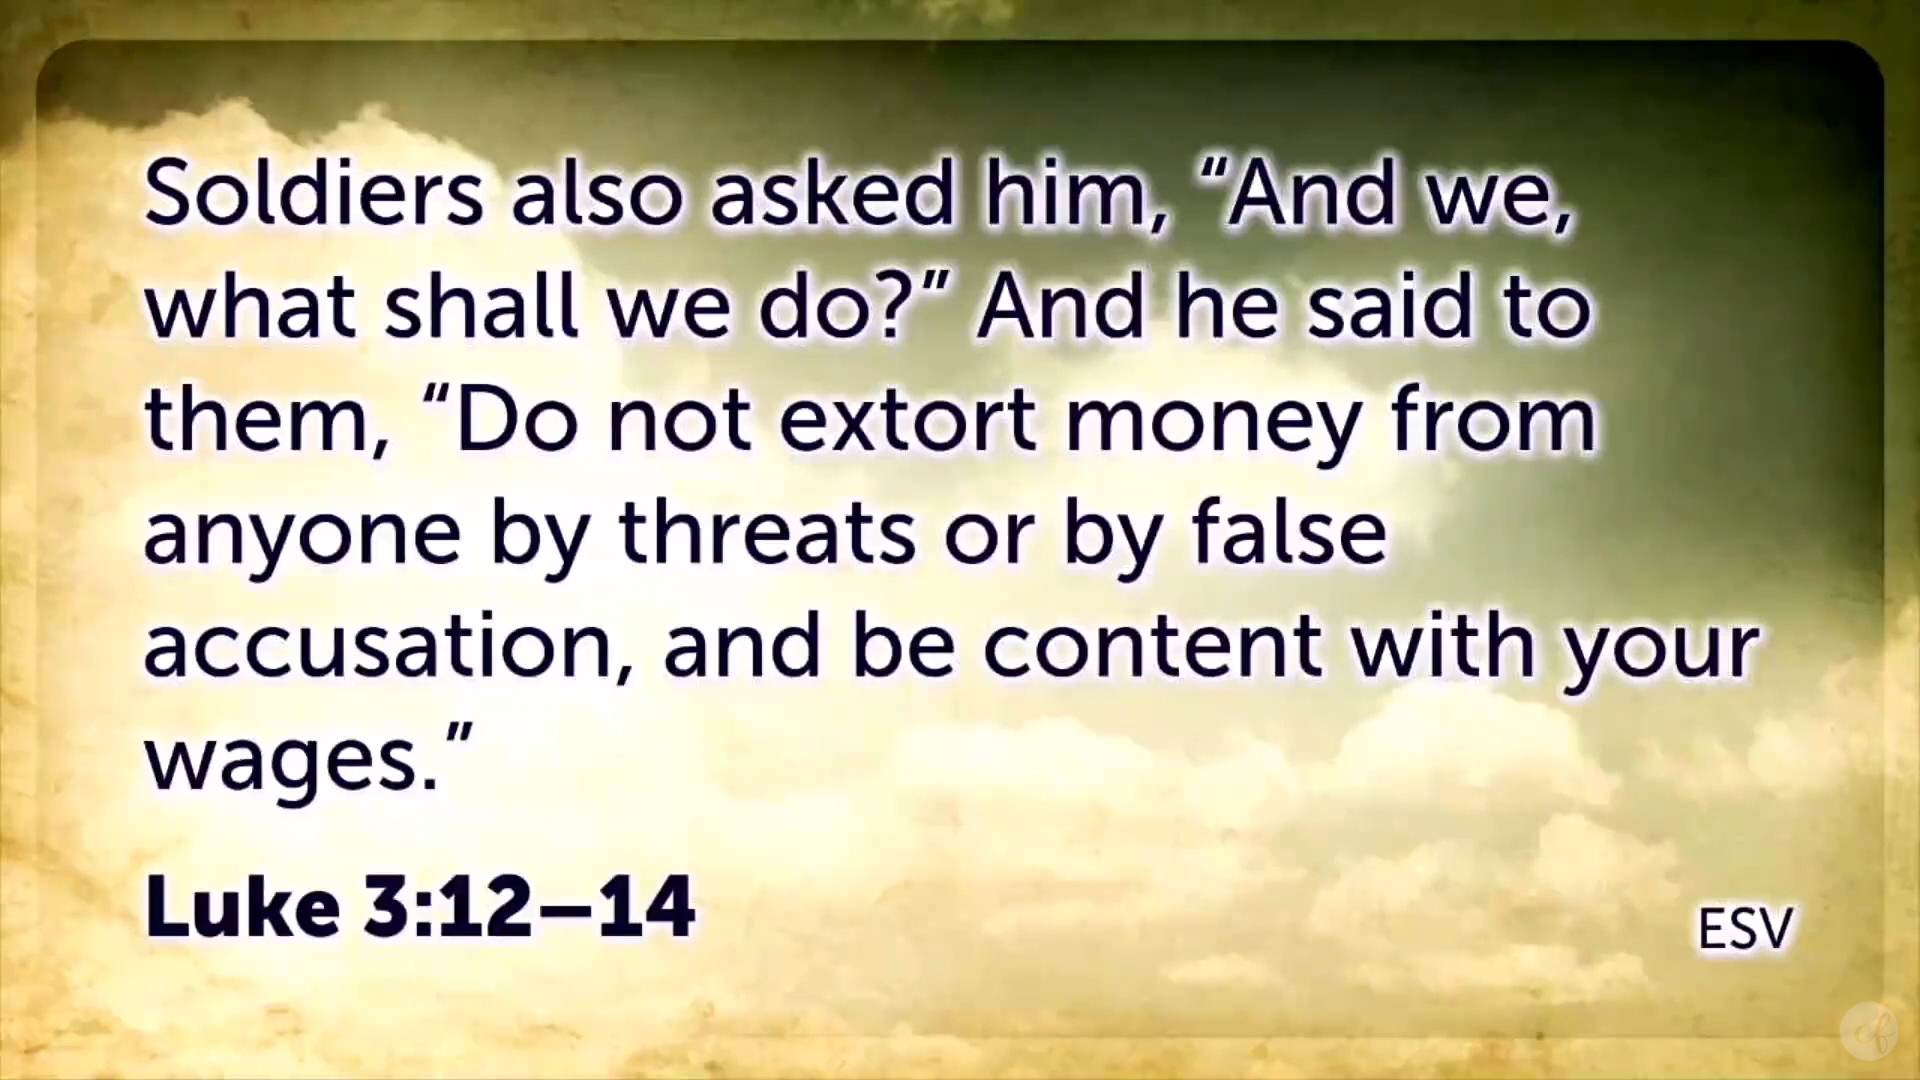 Soldiers also asked him, “And we,
what shall we do?” And he said to
them, “Do not extort money from
anyone by threats or by false
accusation, and be content with your
wages.”
Luke 3:12–14
ESV